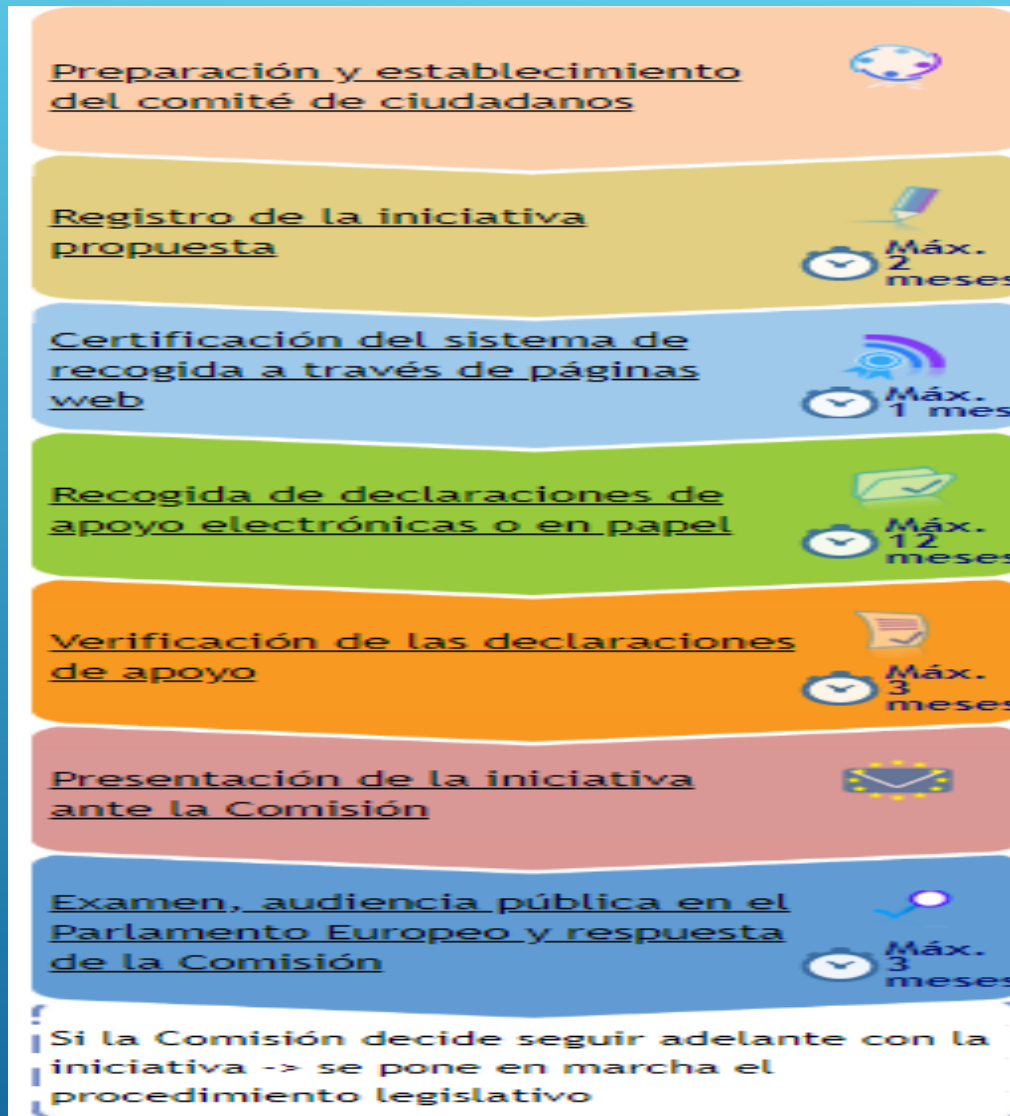 Preparación y establecimiento
del comité de ciudadanos
Registro de la iniciativa
propuesta
Máx.
2
meses
Certificación del sistema de
recogida a través de páginas
web
Máx.
1 mes
Recogida de declaraciones de
apoyo electrónicas o en papel
Máx.
12
meses
Verificación de las declaraciones
de apoyo
Máx.
3
meses
Presentación de la iniciativa
ante la Comisión
Examen, audiencia pública en el
Parlamento Europeo y respuesta
de la Comisión
Máx.
3
meses
Si la Comisión decide seguir adelante con la
iniciativa -> se pone en marcha el
procedimiento legislativo